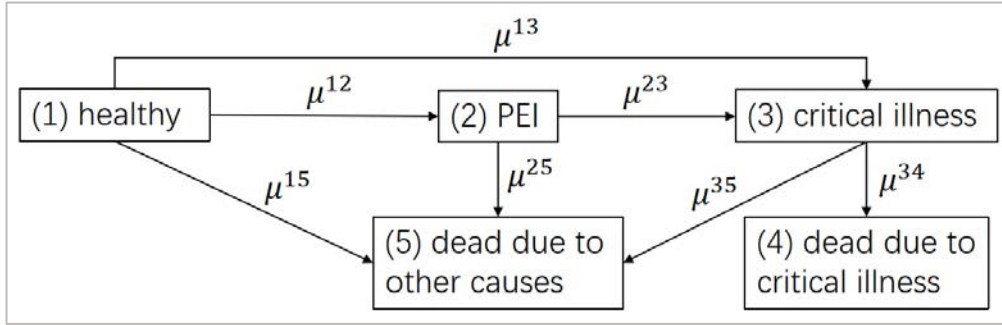 μ¹³
(1) healthy
μ¹²
(2) PEI
μ²³
(3) critical illness
μ¹⁵
μ²⁵
μ³⁵
μ³⁴
(5) dead due to
other causes
(4) dead due to
critical illness